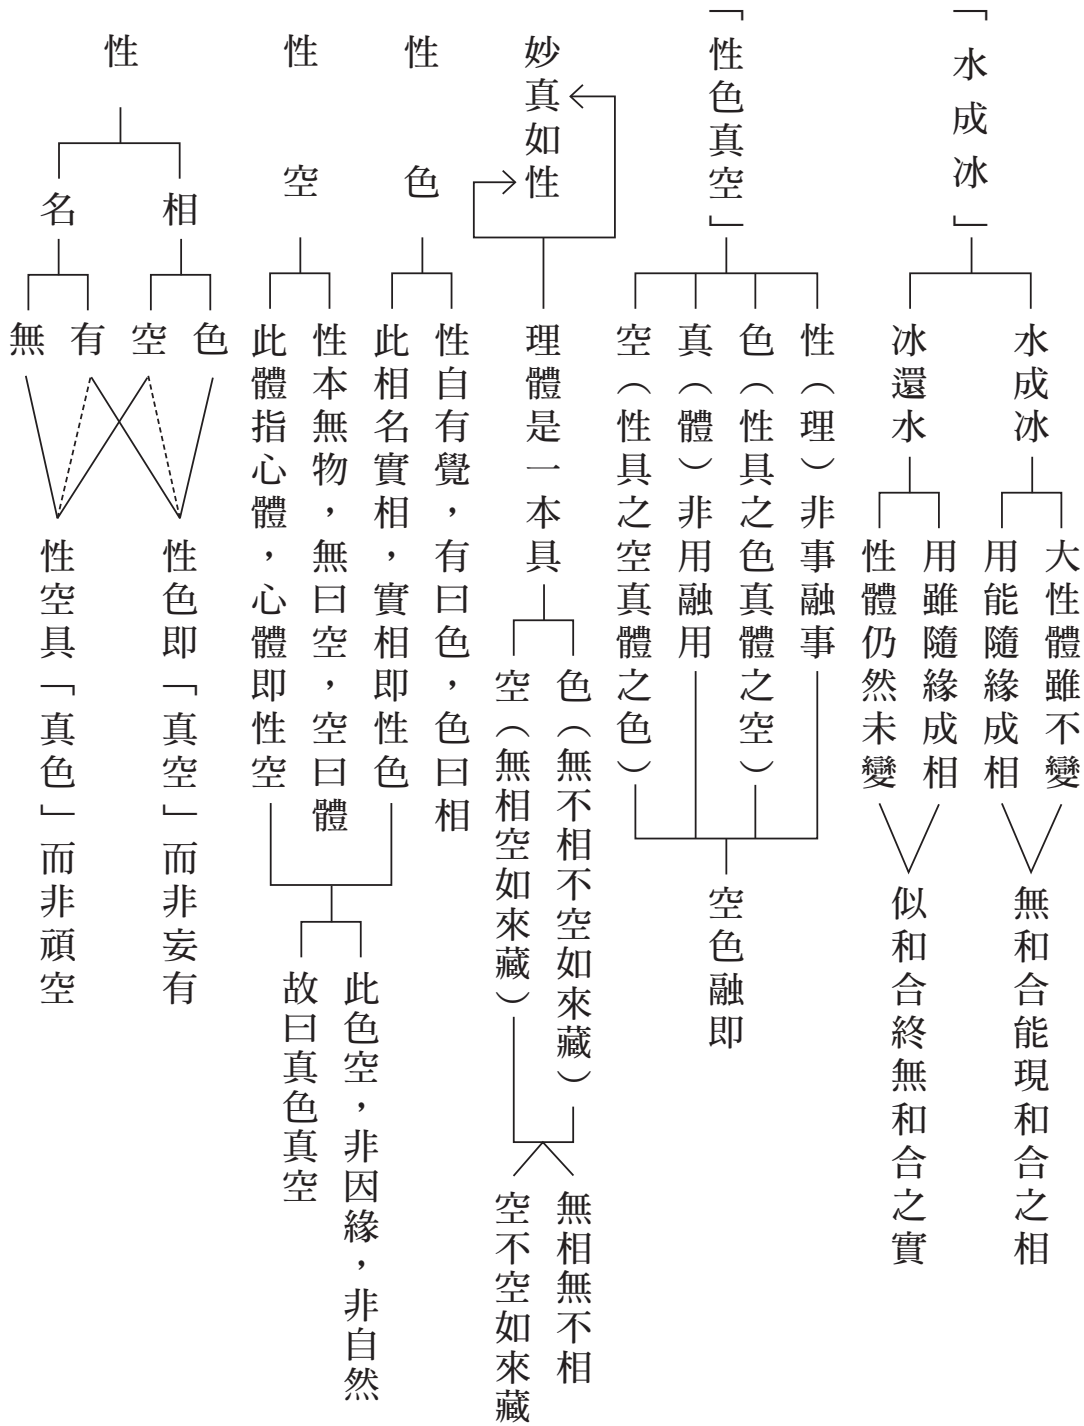 「水成冰」
水成冰
大性體雖不變
用能隨緣成相
無和合能現和合之相
冰還水
用雖隨緣成相
性體仍然未變
似和合終無和合之實
「性色真空」
性（理）非事融事
色（性具之色真體之空）
真（體）非用融用
空（性具之空真體之色）
空色融即
妙真如性
理體是一本具
色（無不相不空如來藏）
空（無相空如來藏）
無相無不相
空不空如來藏
性色
性自有覺，有曰色，色曰相
此相名實相，實相即性色
性空
性本無物，無曰空，空曰體
此體指心體，心體即性空
此色空，非因緣，非自然
故曰真色真空
性
相
色
空
名
有
無
性色即「真空」而非妄有
性空具「真色」而非頑空